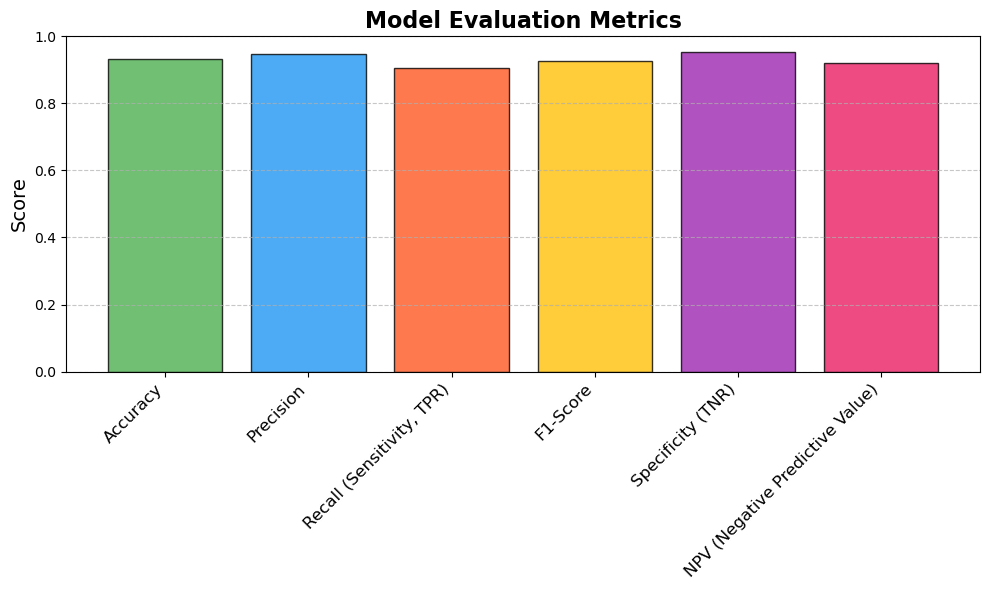 Model Evaluation Metrics
Score
1.0
0.8
0.6
0.4
0.2
0.0
Accuracy
Precision
Recall (Sensitivity, TPR)
F1-Score
Specificity (TNR)
NPV (Negative Predictive Value)